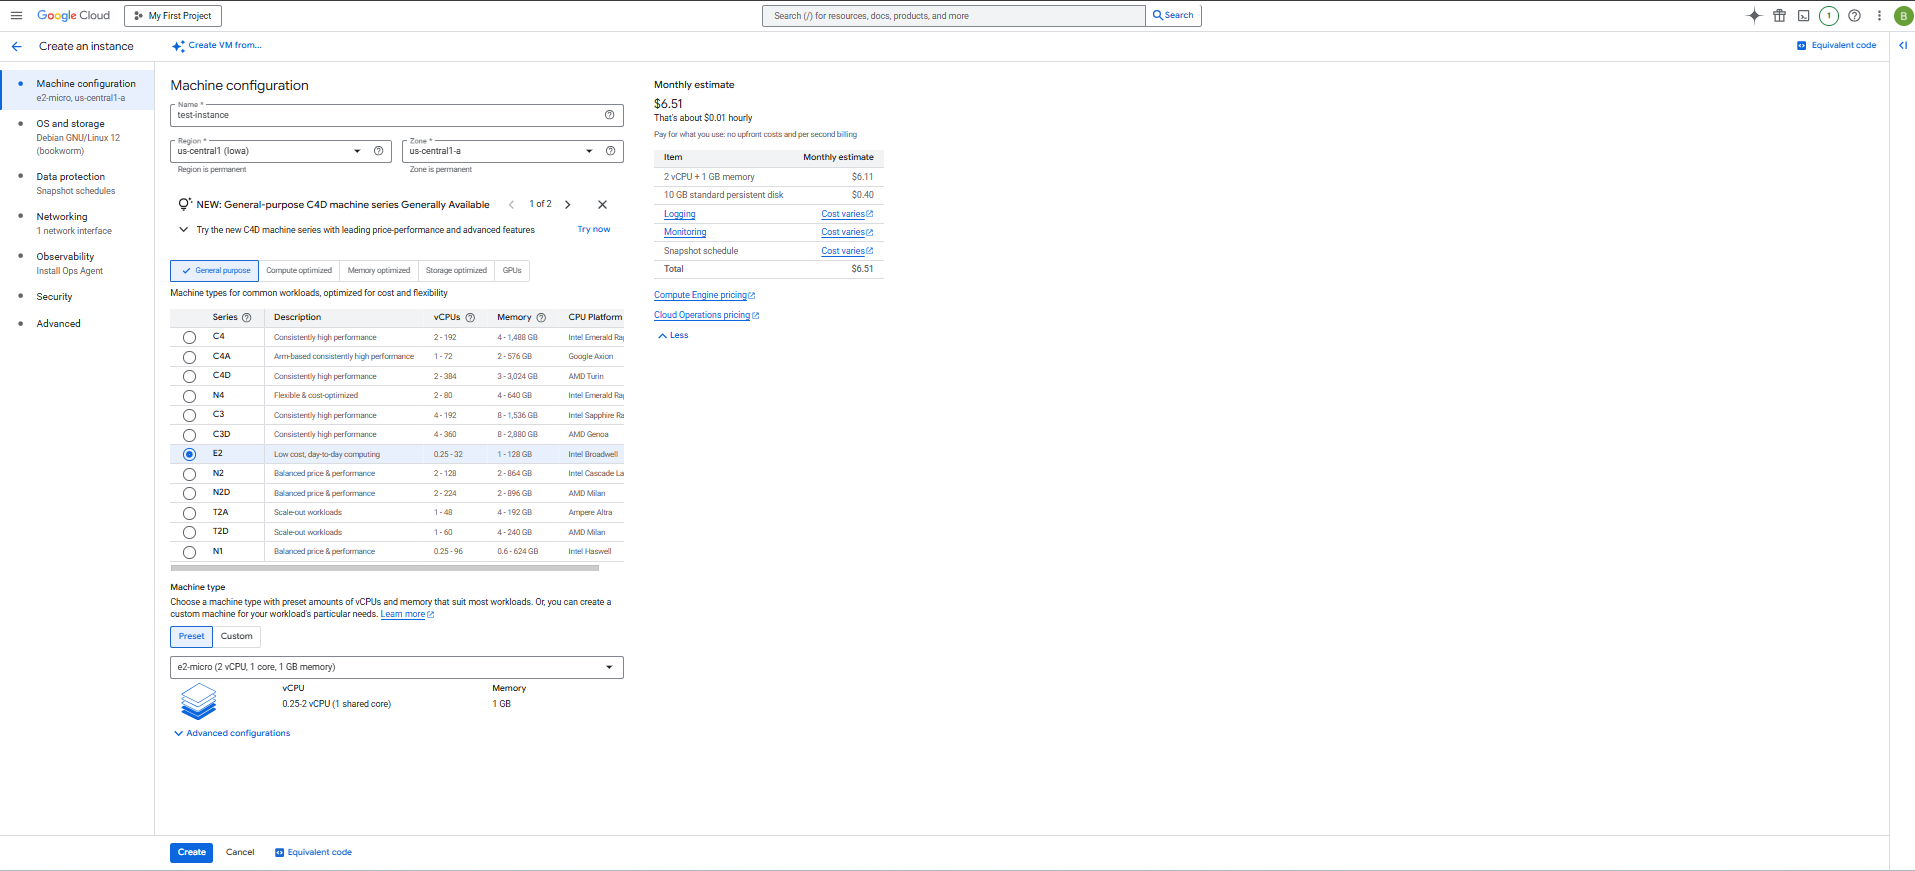 Google Cloud
My First Project
Search (/) for resources, docs, products, and more
Search
1
B
Create an instance
Create VM from...
Equivalent code
Machine configuration
e2-micro, us-central1-a
OS and storage
Debian GNU/Linux 12
(bookworm)
Data protection
Snapshot schedules
Networking
1 network interface
Observability
Install Ops Agent
Security
Advanced
Machine configuration
Name *
test-instance
Region *
us-central1 (Iowa)
Region is permanent
Zone *
us-central1-a
Zone is permanent
NEW: General-purpose C4D machine series Generally Available
1 of 2
Try the new C4D machine series with leading price-performance and advanced features
Try now
General purpose Compute optimized Memory optimized Storage optimized GPUs
Machine types for common workloads, optimized for cost and flexibility
Series Description vCPUs Memory CPU Platform
C4 Consistently high performance 2 - 192 4 - 1,488 GB Intel Emerald Rap
C4A Arm-based consistently high performance 1 - 72 2 - 576 GB Google Axion
C4D Consistently high performance 2 - 384 3 - 3,024 GB AMD Turin
N4 Flexible & cost-optimized 2 - 80 4 - 640 GB Intel Emerald Rap
C3 Consistently high performance 4 - 192 8 - 1,536 GB Intel Sapphire Ra
C3D Consistently high performance 4 - 360 8 - 2,880 GB AMD Genoa
E2 Low cost, day-to-day computing 0.25 - 32 1 - 128 GB Intel Broadwell
N2 Balanced price & performance 2 - 128 2 - 864 GB Intel Cascade La
N2D Balanced price & performance 2 - 224 2 - 896 GB AMD Milan
T2A Scale-out workloads 1 - 48 4 - 192 GB Ampere Altra
T2D Scale-out workloads 1 - 60 4 - 240 GB AMD Milan
N1 Balanced price & performance 0.25 - 96 0.6 - 624 GB Intel Haswell
Machine type
Choose a machine type with preset amounts of vCPUs and memory that suit most workloads. Or, you can create a
custom machine for your workload's particular needs. Learn more
Preset Custom
e2-micro (2 vCPU, 1 core, 1 GB memory)
vCPU Memory
0.25-2 vCPU (1 shared core) 1 GB
Advanced configurations
Monthly estimate
$6.51
That's about $0.01 hourly
Pay for what you use: no upfront costs and per second billing
Item Monthly estimate
2 vCPU + 1 GB memory $6.11
10 GB standard persistent disk $0.40
Logging Cost varies
Monitoring Cost varies
Snapshot schedule Cost varies
Total $6.51
Compute Engine pricing
Cloud Operations pricing
Less
Create Cancel Equivalent code